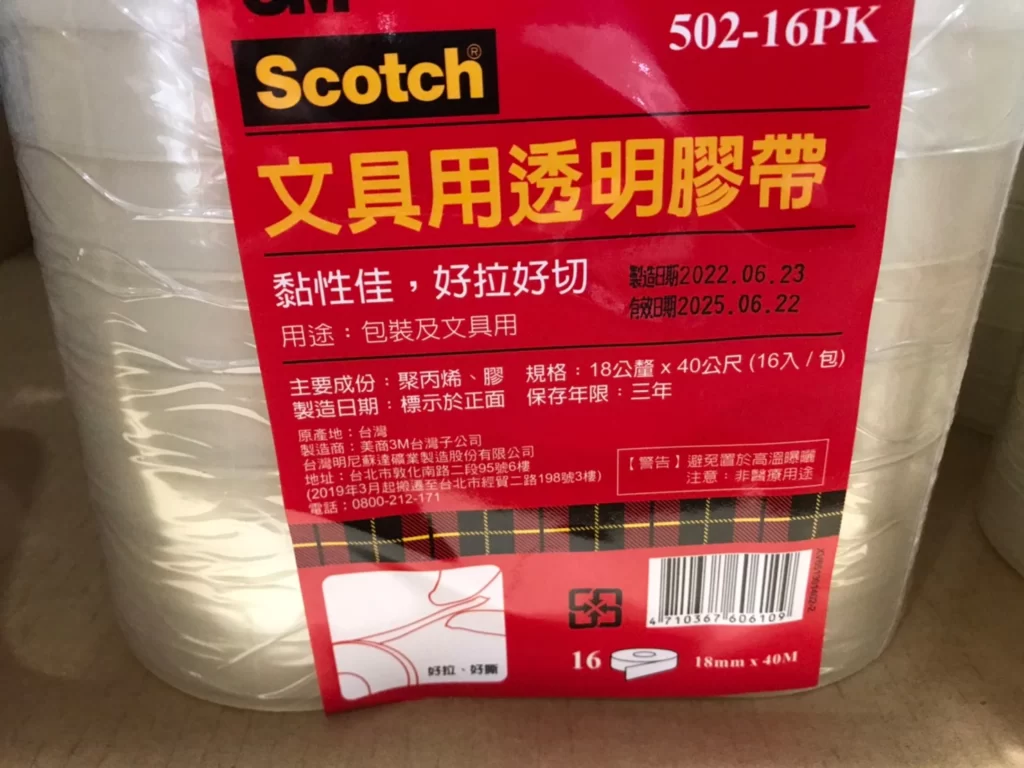 3M
502-16PK
Scotch®
文具用透明膠帶
黏性佳，好拉好切
製造日期2022.06.23
有效日期2025.06.22
用途：包裝及文具用
主要成份：聚丙烯、膠 規格：18公釐 x 40公尺 (16入 / 包)
製造日期：標示於正面 保存年限：三年
原產地：台灣
製造商：美商3M台灣子公司
台灣明尼蘇達礦業製造股份有限公司
地址：台北市敦化南路二段95號6樓
(2019年3月起搬遷至台北市經貿二路198號3樓)
電話：0800-212-171
【警告】避免置於高溫曝曬
注意：非醫療用途
4 710367 606109
好拉、好撕
16
18mm x 40M